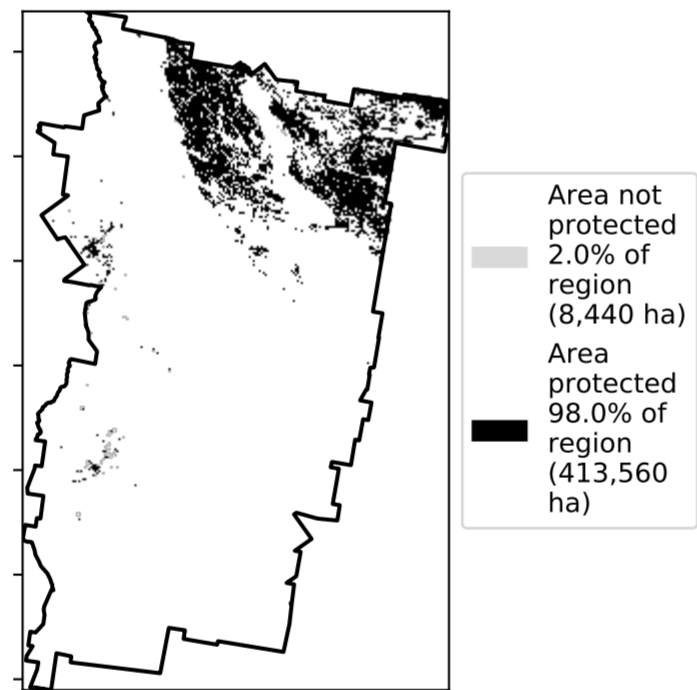 Area not
protected
2.0% of
region
(8,440 ha)
Area
protected
98.0% of
region
(413,560
ha)